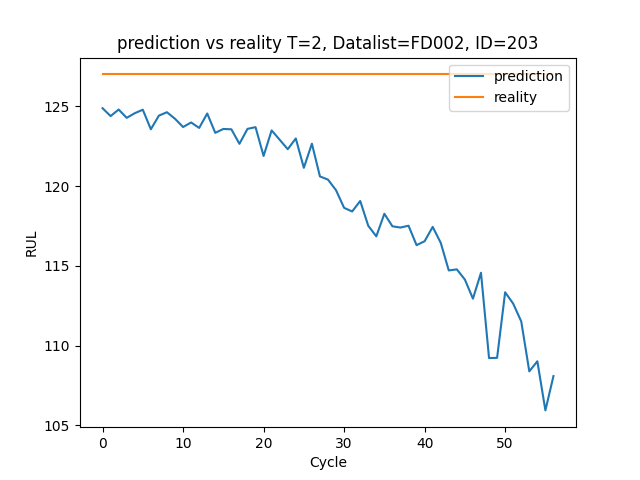 prediction vs reality T=2, Datalist=FD002, ID=203
prediction
reality
125
120
115
110
105
RUL
0 10 20 30 40 50
Cycle